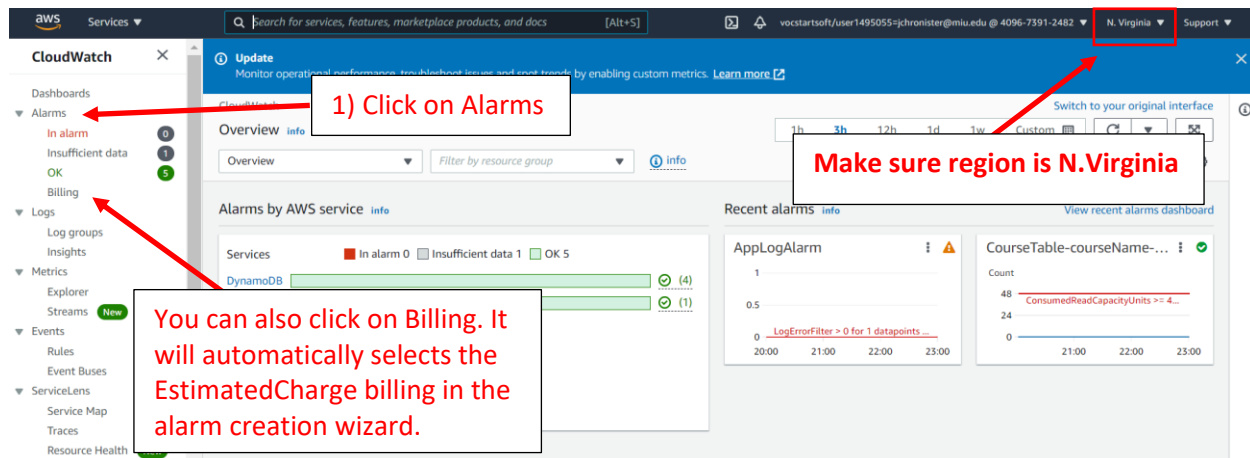 aws Services ▼ Search for services, features, marketplace products, and docs [Alt+S] vocstartsoft/user1495055=jchronister@miu.edu @ 4096-7391-2482 ▼ N. Virginia ▼ Support ▼
CloudWatch ×
Update
Monitor operational performance, troubleshoot issues and spot trends by enabling custom metrics. Learn more
Dashboards
Alarms
In alarm 0
Insufficient data 1
OK 5
Billing
Logs
Log groups
Insights
Metrics
Explorer
Streams New
Events
Rules
Event Buses
ServiceLens
Service Map
Traces
Resource Health New
1) Click on Alarms
CloudWatch
Switch to your original interface
Overview info
1h 3h 12h 1d 1w Custom
Overview ▼ Filter by resource group ▼ info
Make sure region is N.Virginia
Alarms by AWS service info
Services In alarm 0 Insufficient data 1 OK 5
DynamoDB (4)
(1)
You can also click on Billing. It
will automatically selects the
EstimatedCharge billing in the
alarm creation wizard.
Recent alarms info
View recent alarms dashboard
AppLogAlarm
1
0.5
0
LogErrorFilter > 0 for 1 datapoints ...
20:00 21:00 22:00 23:00
CourseTable-courseName-...
Count
48
ConsumedReadCapacityUnits >= 4...
24
0
21:00 22:00 23:00